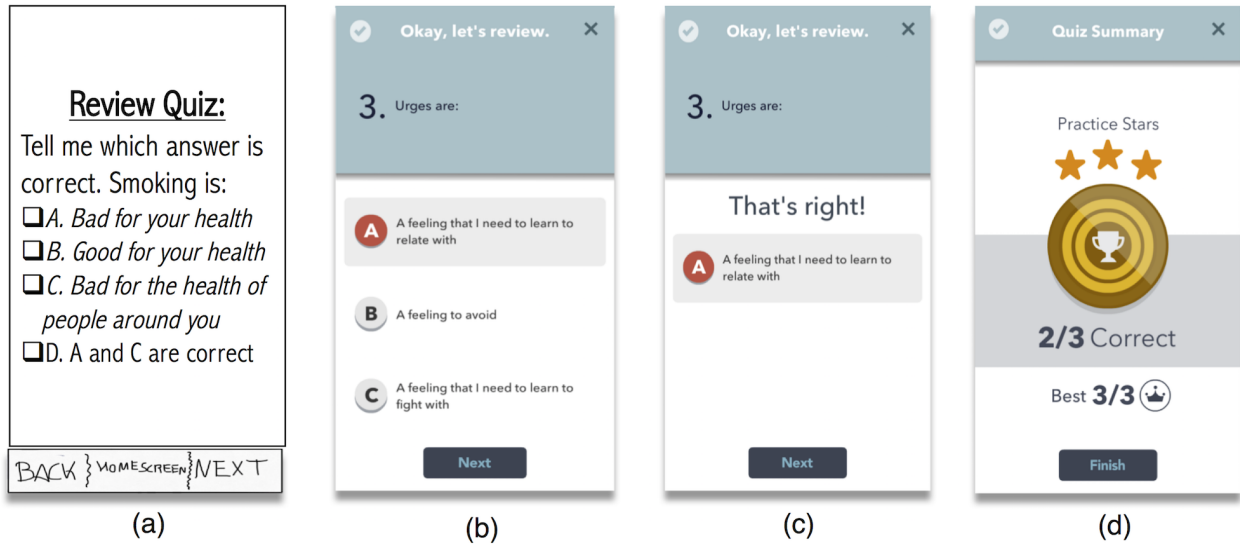 Review Quiz:
Tell me which answer is
correct. Smoking is:
❑A. Bad for your health
❑B. Good for your health
❑C. Bad for the health of
people around you
❑D. A and C are correct
BACK HOMESCREEN NEXT
(a)
Okay, let's review.
3. Urges are:
A A feeling that I need to learn to
relate with
B A feeling to avoid
C A feeling that I need to learn to
fight with
Next
(b)
Okay, let's review.
3. Urges are:
That's right!
A A feeling that I need to learn to
relate with
Next
(c)
Quiz Summary
Practice Stars
2/3 Correct
Best 3/3
Finish
(d)